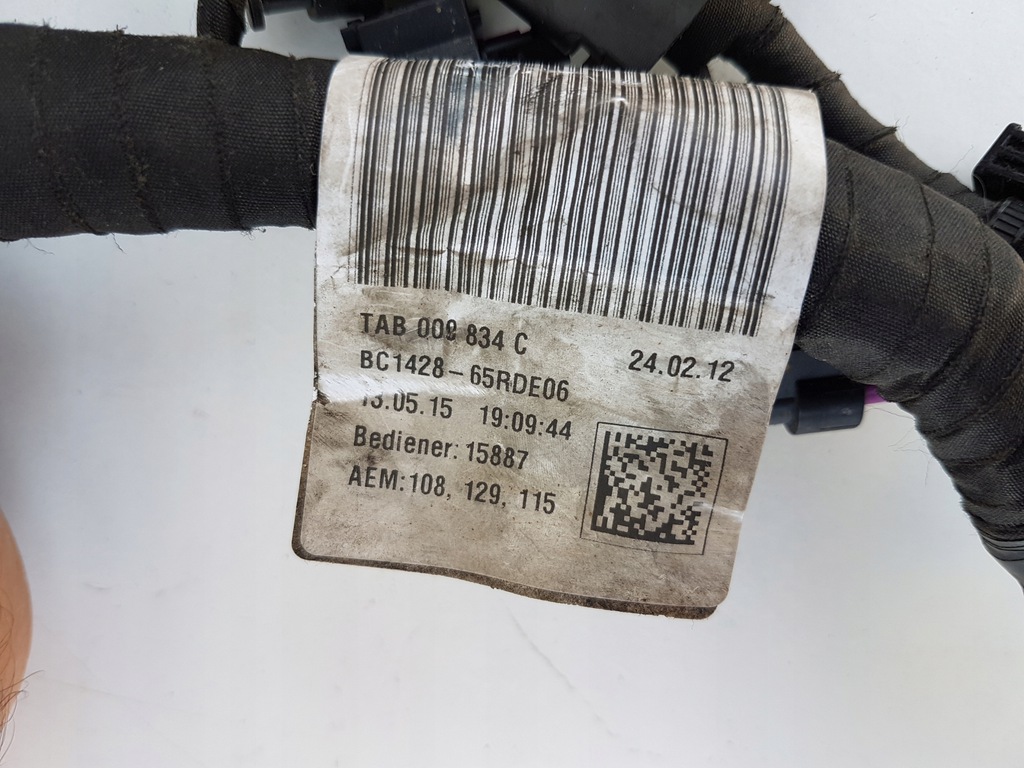 TAB 009 834 C
24.02.12
BC1428-65RDE06
13.05.15 19:09:44
Bediener: 15887
AEM:108, 129, 115